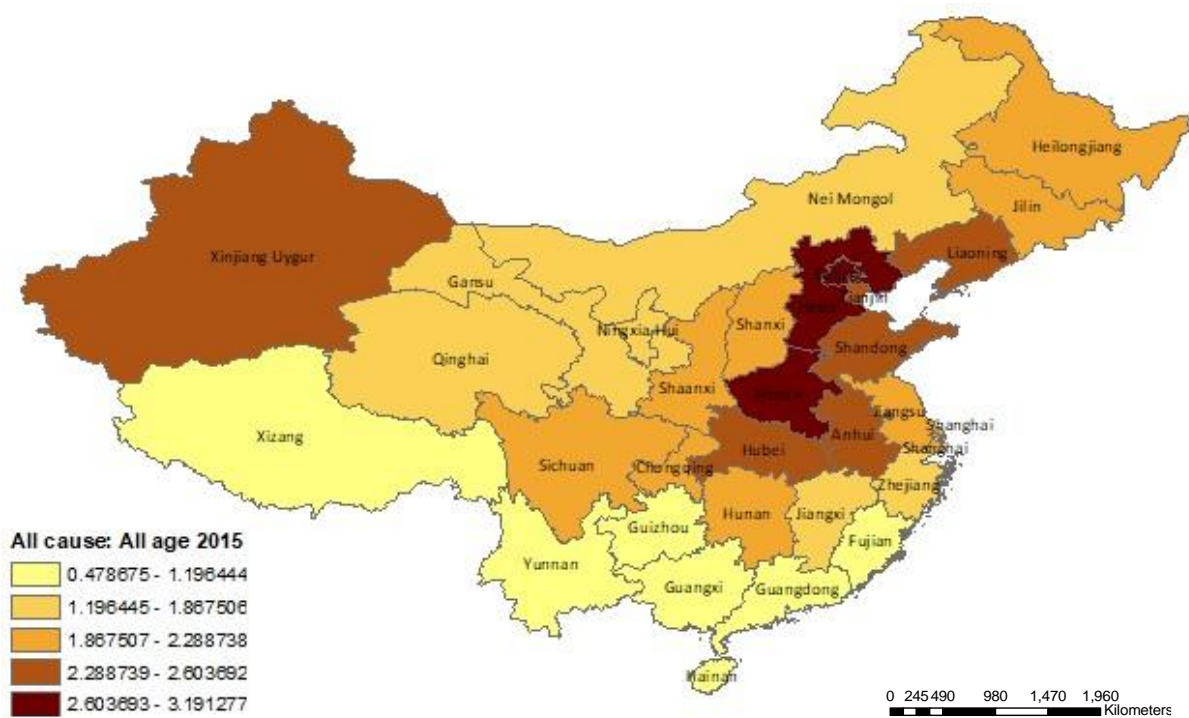 Heilongjiang
Jilin
Nei Mongol
Liaoning
Xinjiang Uygur
Gansu
Tianjin
Ningxia Hui
Shanxi
Shandong
Qinghai
Shaanxi
Jiangsu
Shanghai
Xizang
Anhui
Shanghai
Hubei
Sichuan
Chongqing
Zhejiang
Hunan
Jiangxi
Guizhou
Fujian
Yunnan
Guangxi
Guangdong
Hainan
All cause: All age 2015
0.478675 - 1.196444
1.196445 - 1.867506
1.867507 - 2.288738
2.288739 - 2.603692
2.603693 - 3.191277
0 245 490 980 1,470 1,960
Kilometers